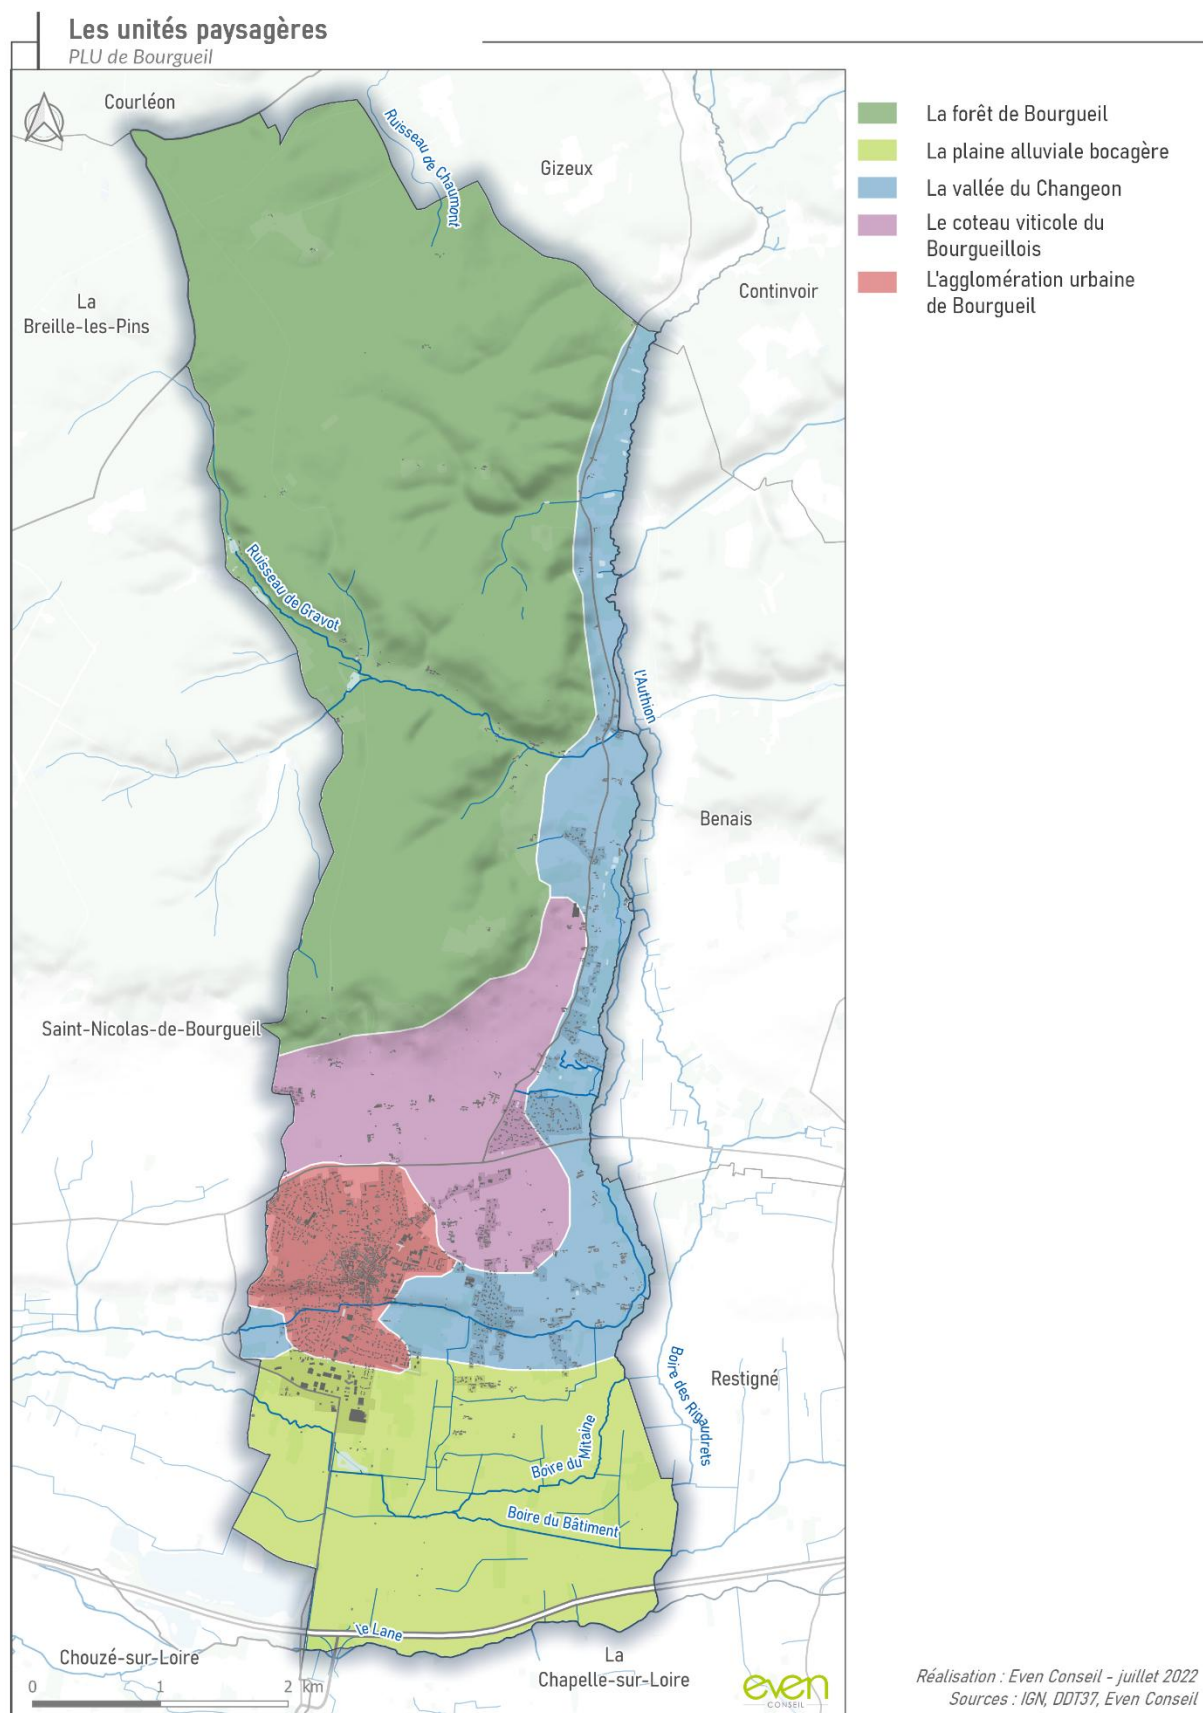 Les unités paysagères
PLU de Bourgueil
Courléon
Ruisseau de Chaumont
Gizeux
La
Breille-les-Pins
Continvoir
Ruisseau de Gravot
l'Authion
Benais
Saint-Nicolas-de-Bourgueil
Restigné
Boire des Rigaudrets
Boire du Mitaine
Boire du Bâtiment
le Lane
Chouzé-sur-Loire
La
Chapelle-sur-Loire
0 1 2 km
even
CONSEIL
La forêt de Bourgueil
La plaine alluviale bocagère
La vallée du Changeon
Le coteau viticole du
Bourgueillois
L'agglomération urbaine
de Bourgueil
Réalisation : Even Conseil - juillet 2022
Sources : IGN, DDT37, Even Conseil